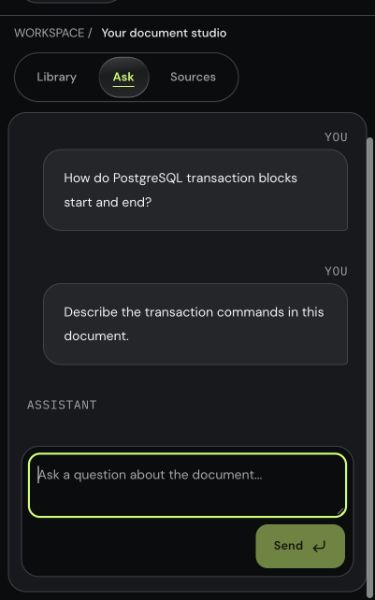 WORKSPACE / Your document studio
Library Ask Sources
YOU
How do PostgreSQL transaction blocks
start and end?
YOU
Describe the transaction commands in this
document.
ASSISTANT
Ask a question about the document...
Send